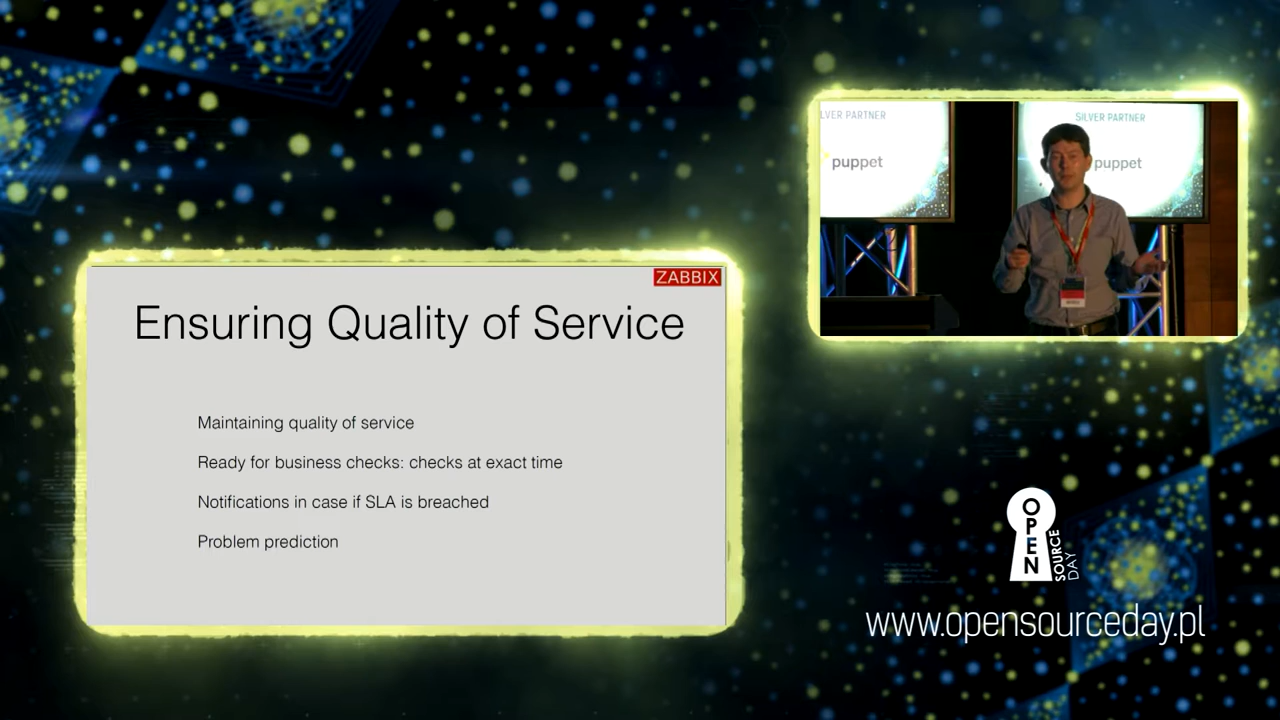 ZABBIX
Ensuring Quality of Service
Maintaining quality of service
Ready for business checks: checks at exact time
Notifications in case if SLA is breached
Problem prediction
LVER PARTNER
puppet
SILVER PARTNER
puppet
OPEN
SOURCE
DAY
www.opensourceday.pl